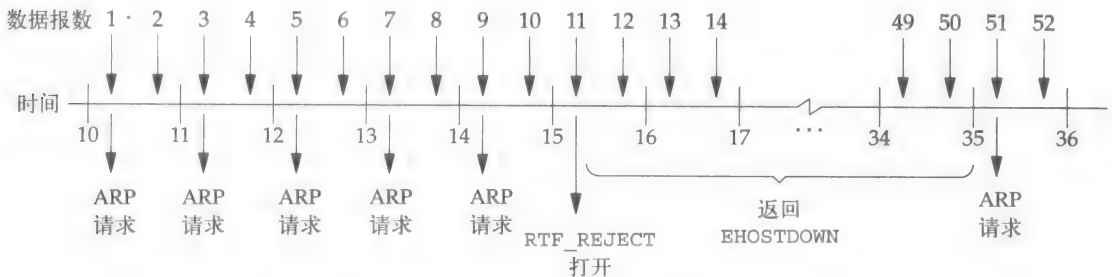 数据报数 1 · 2 3 4 5 6 7 8 9 10 11 12 13 14 49 50 51 52
时间
10 11 12 13 14 15 16 17 ... 34 35 36
ARP ARP ARP ARP ARP ARP
请求 请求 请求 请求 请求 返回 请求
RTF_REJECT EHOSTDOWN
打开